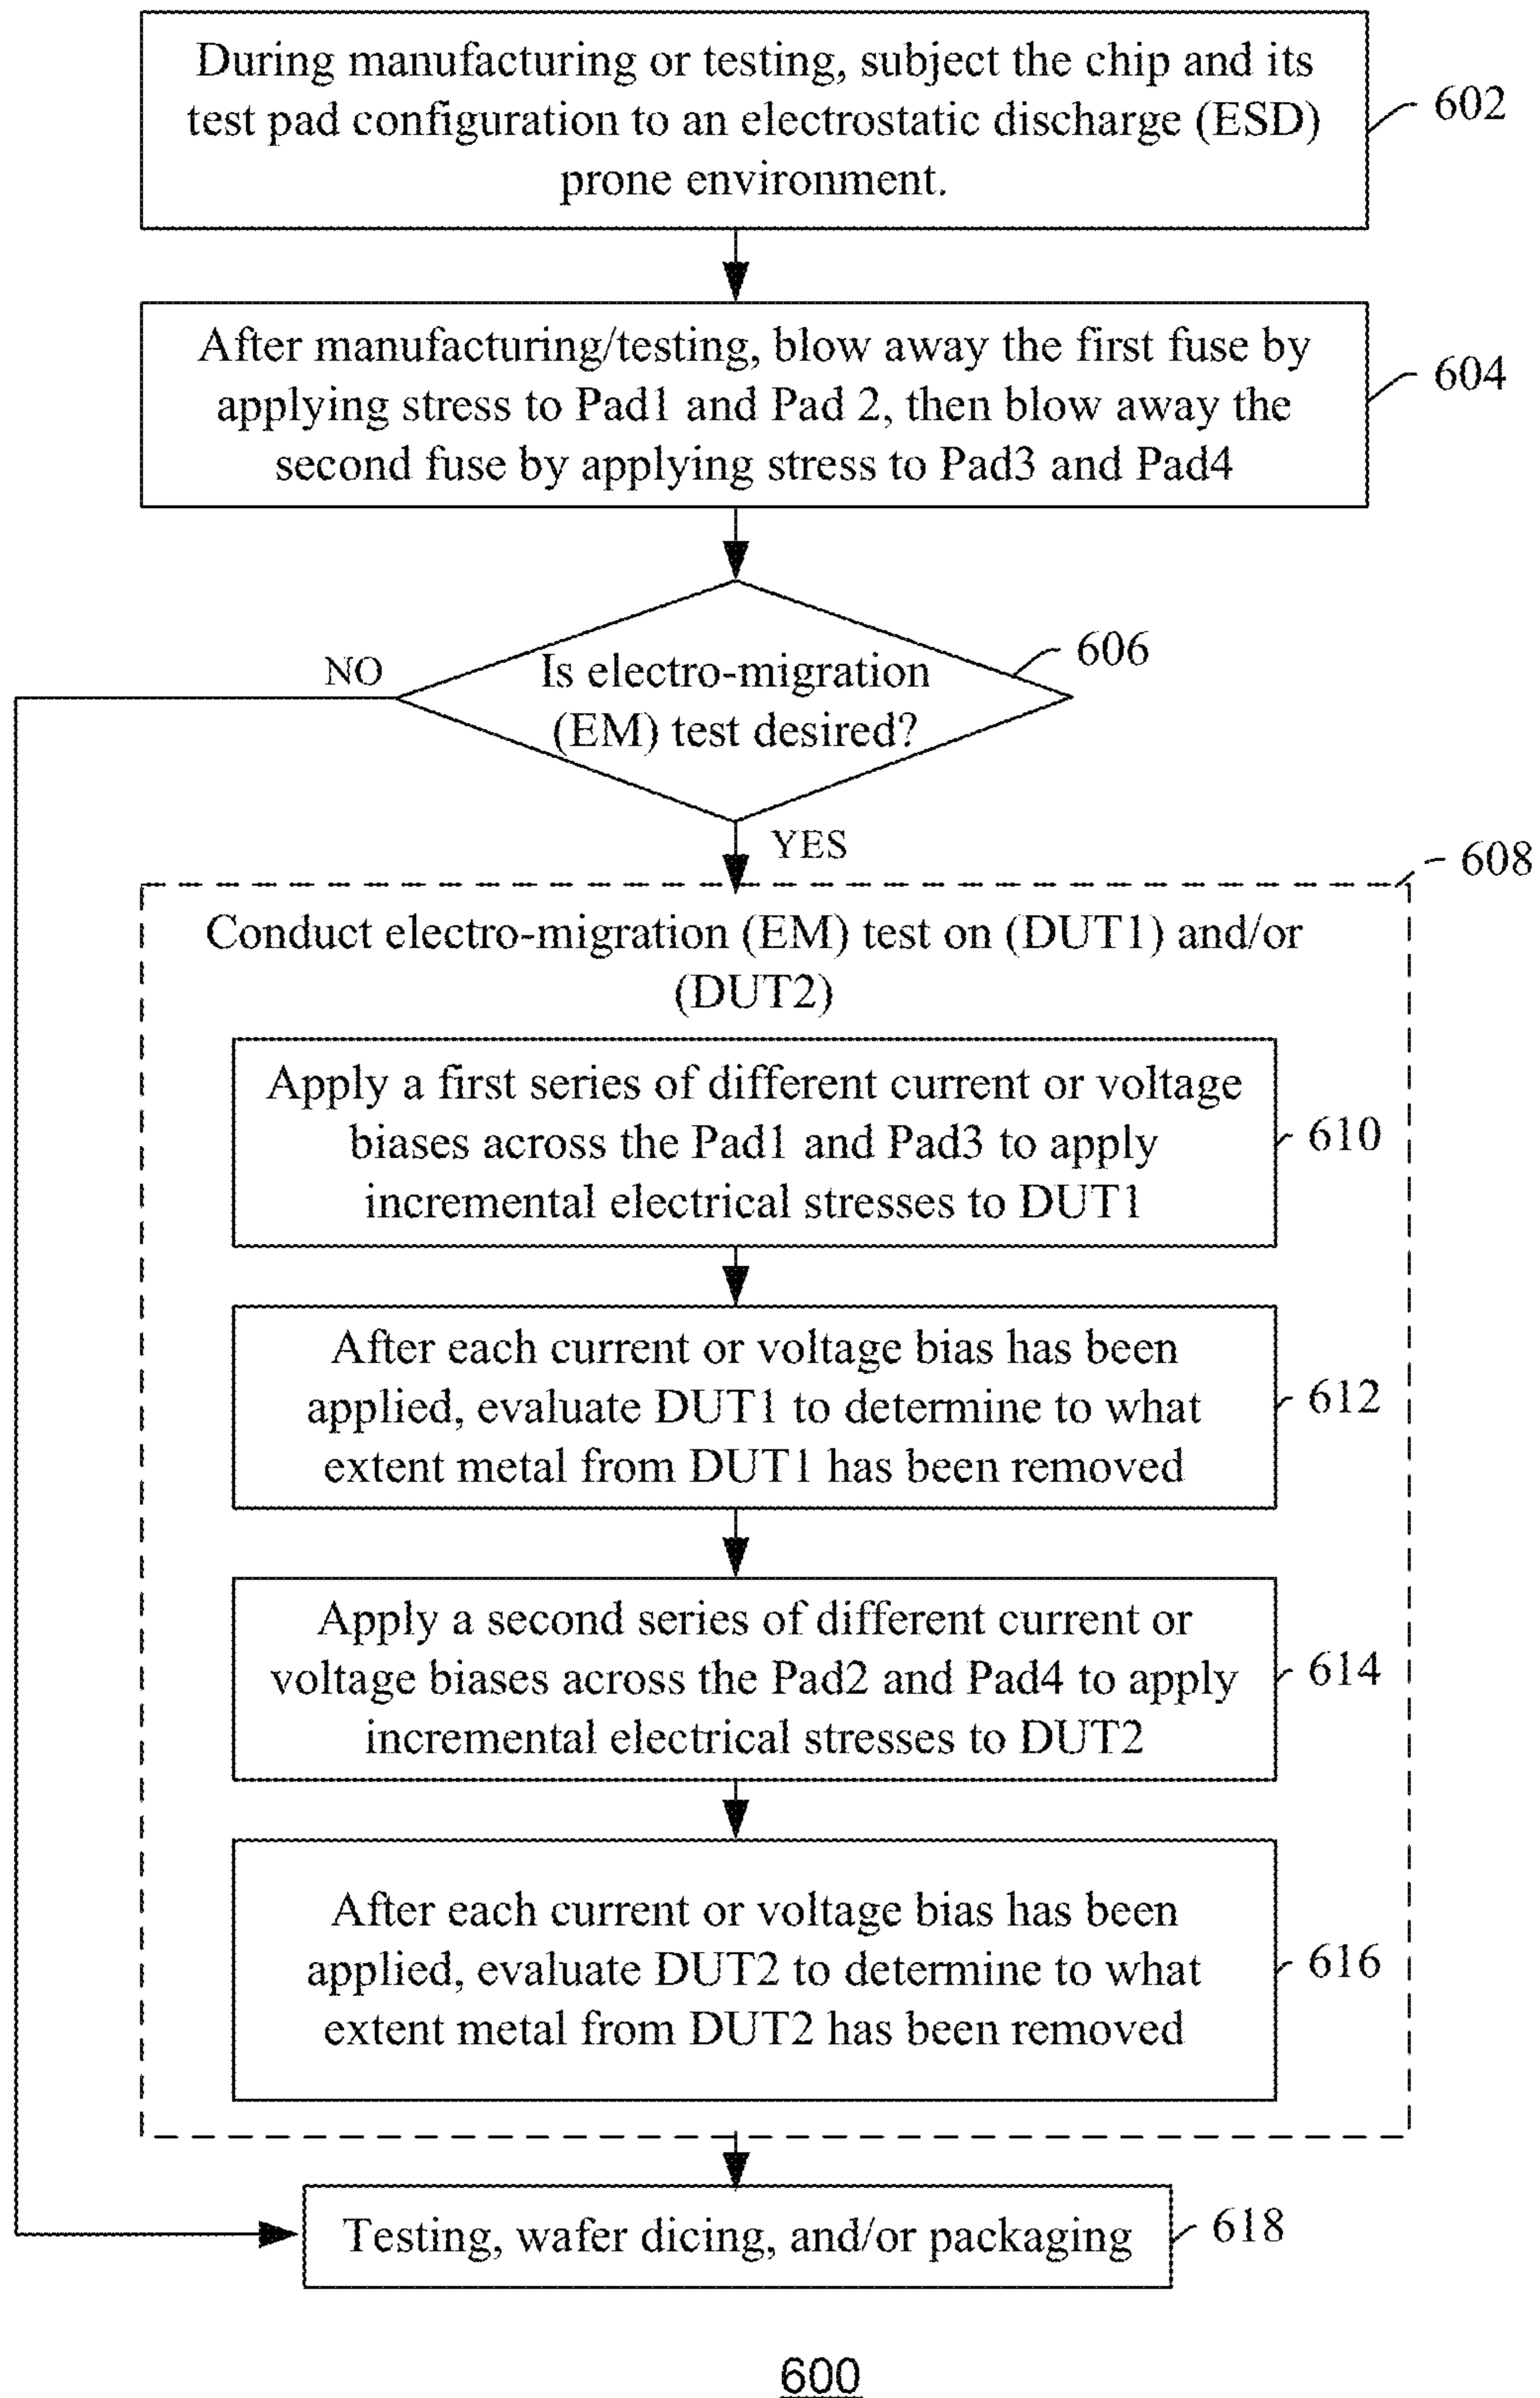 During manufacturing or testing, subject the chip and its
test pad configuration to an electrostatic discharge (ESD)
prone environment.
602
After manufacturing/testing, blow away the first fuse by
applying stress to Pad1 and Pad 2, then blow away the
second fuse by applying stress to Pad3 and Pad4
604
NO
Is electro-migration
(EM) test desired?
606
YES
608
Conduct electro-migration (EM) test on (DUT1) and/or
(DUT2)
Apply a first series of different current or voltage
biases across the Pad1 and Pad3 to apply
incremental electrical stresses to DUT1
610
After each current or voltage bias has been
applied, evaluate DUT1 to determine to what
extent metal from DUT1 has been removed
612
Apply a second series of different current or
voltage biases across the Pad2 and Pad4 to apply
incremental electrical stresses to DUT2
614
After each current or voltage bias has been
applied, evaluate DUT2 to determine to what
extent metal from DUT2 has been removed
616
Testing, wafer dicing, and/or packaging
618
600